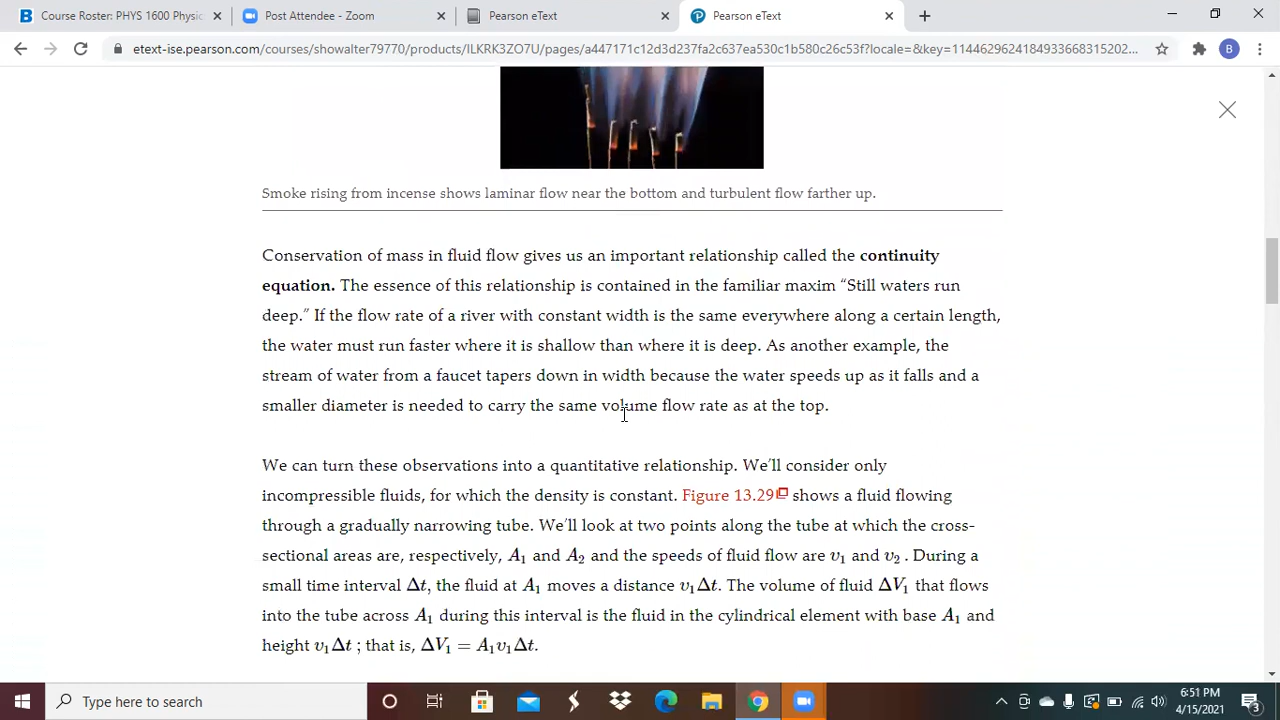 Course Roster: PHYS 1600 Physic
Post Attendee - Zoom
Pearson eText
Pearson eText
etext-ise.pearson.com/courses/showalter79770/products/ILKRK3ZO7U/pages/a447171c12d3d237fa2c637ea530c1b580c26c53f?locale=&key=1144629624184933668315202...
B
Smoke rising from incense shows laminar flow near the bottom and turbulent flow farther up.
Conservation of mass in fluid flow gives us an important relationship called the continuity
equation. The essence of this relationship is contained in the familiar maxim “Still waters run
deep.” If the flow rate of a river with constant width is the same everywhere along a certain length,
the water must run faster where it is shallow than where it is deep. As another example, the
stream of water from a faucet tapers down in width because the water speeds up as it falls and a
smaller diameter is needed to carry the same volume flow rate as at the top.
We can turn these observations into a quantitative relationship. We’ll consider only
incompressible fluids, for which the density is constant. Figure 13.29 shows a fluid flowing
through a gradually narrowing tube. We’ll look at two points along the tube at which the cross-
sectional areas are, respectively, A₁ and A₂ and the speeds of fluid flow are υ₁ and υ₂ . During a
small time interval Δt, the fluid at A₁ moves a distance υ₁Δt. The volume of fluid ΔV₁ that flows
into the tube across A₁ during this interval is the fluid in the cylindrical element with base A₁ and
height υ₁Δt ; that is, ΔV₁ = A₁υ₁Δt.
Type here to search
6:51 PM
4/15/2021
3